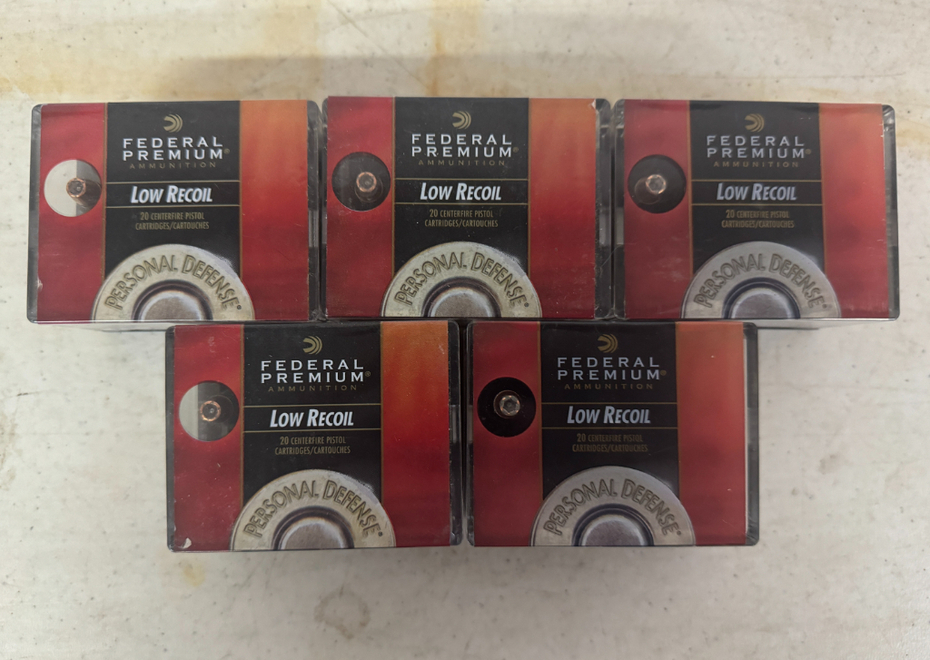 FEDERAL
PREMIUM®
AMMUNITION
LOW RECOIL
20 CENTERFIRE PISTOL
CARTRIDGES/CARTOUCHES
PERSONAL DEFENSE®
FEDERAL
PREMIUM®
AMMUNITION
LOW RECOIL
20 CENTERFIRE PISTOL
CARTRIDGES/CARTOUCHES
PERSONAL DEFENSE®
FEDERAL
PREMIUM®
AMMUNITION
LOW RECOIL
20 CENTERFIRE PISTOL
CARTRIDGES/CARTOUCHES
PERSONAL DEFENSE®
FEDERAL
PREMIUM®
AMMUNITION
LOW RECOIL
20 CENTERFIRE PISTOL
CARTRIDGES/CARTOUCHES
PERSONAL DEFENSE®
FEDERAL
PREMIUM®
AMMUNITION
LOW RECOIL
20 CENTERFIRE PISTOL
CARTRIDGES/CARTOUCHES
PERSONAL DEFENSE®